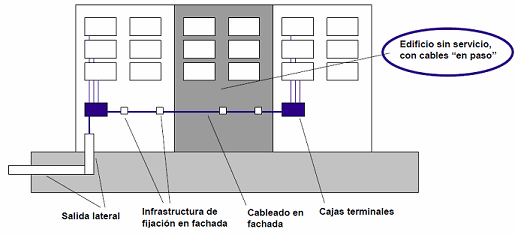 Edificio sin servicio,
con cables “en paso”
Salida lateral
Infraestructura de
fijación en fachada
Cableado en
fachada
Cajas terminales